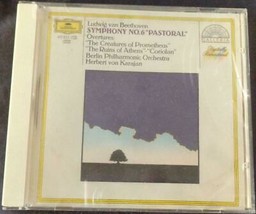 Ludwig van Beethoven
SYMPHONY NO.6 "PASTORAL"
Overtures:
"The Creatures of Prometheus"
"The Ruins of Athens" · "Coriolan"
Berlin Philharmonic Orchestra
Herbert von Karajan